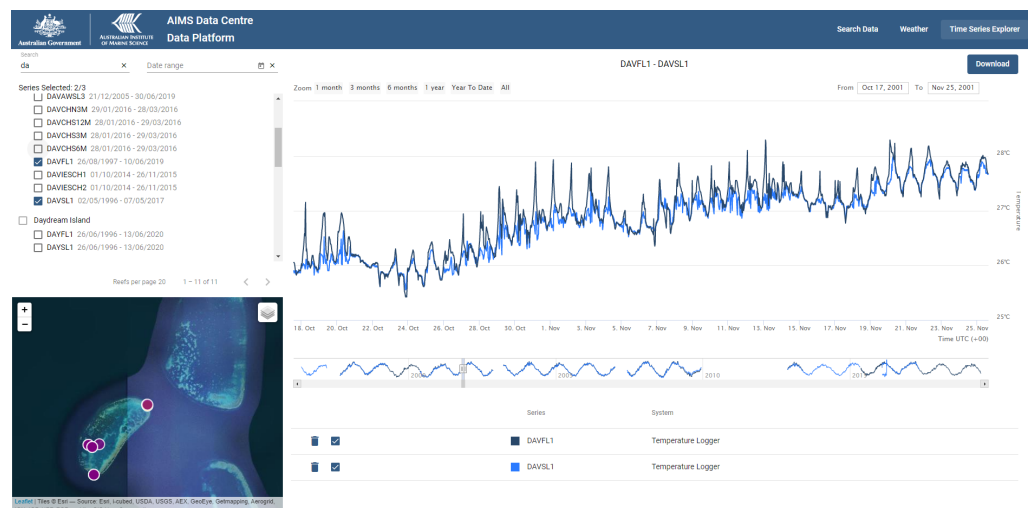 AIMS Data Centre
Data Platform
Australian Government
AUSTRALIAN INSTITUTE
OF MARINE SCIENCE
Search Data
Weather
Time Series Explorer
Search
da
Date range
Series Selected: 2/3
DAVAWSL3 21/12/2005 - 30/06/2019
DAVCHN3M 29/01/2016 - 28/03/2016
DAVCHS12M 28/01/2016 - 29/03/2016
DAVCHS3M 28/01/2016 - 29/03/2016
DAVCHS6M 28/01/2016 - 29/03/2016
DAVFL1 26/08/1997 - 10/06/2019
DAVIESCH1 01/10/2014 - 26/11/2015
DAVIESCH2 01/10/2014 - 26/11/2015
DAVSL1 02/05/1996 - 07/05/2017
Daydream Island
DAYFL1 26/06/1996 - 13/06/2020
DAYSL1 26/06/1996 - 13/06/2020
Reefs per page 20 1 – 11 of 11
+
−
Leaflet | Tiles © Esri — Source: Esri, i-cubed, USDA, USGS, AEX, GeoEye, Getmapping, Aerogrid,
DAVFL1 - DAVSL1
Download
Zoom 1 month 3 months 6 months 1 year Year To Date All
From Oct 17, 2001 To Nov 25, 2001
28°C
27°C
26°C
25°C
Temperature
18. Oct 20. Oct 22. Oct 24. Oct 26. Oct 28. Oct 30. Oct 1. Nov 3. Nov 5. Nov 7. Nov 9. Nov 11. Nov 13. Nov 15. Nov 17. Nov 19. Nov 21. Nov 23. Nov 25. Nov
Time UTC (+00)
2010
Series System
DAVFL1 Temperature Logger
DAVSL1 Temperature Logger